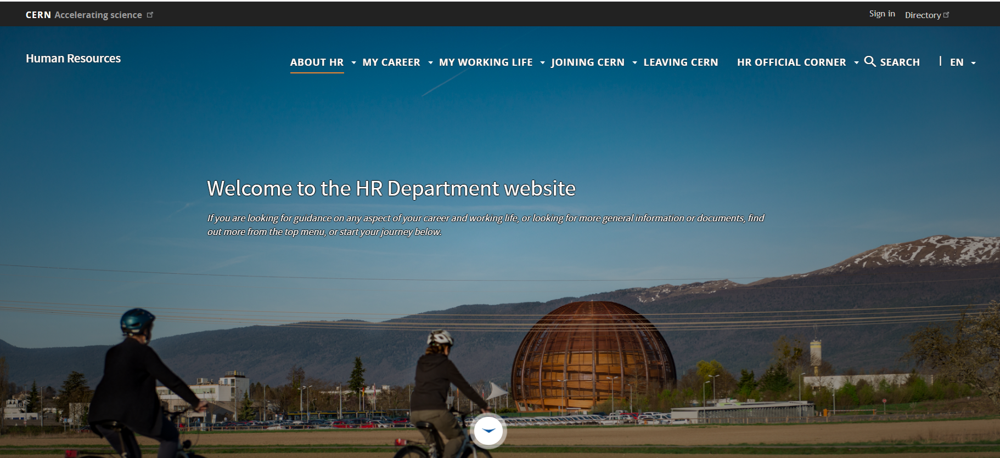 CERN Accelerating science
Sign in Directory
Human Resources
ABOUT HR MY CAREER MY WORKING LIFE JOINING CERN LEAVING CERN HR OFFICIAL CORNER SEARCH | EN
Welcome to the HR Department website
If you are looking for guidance on any aspect of your career and working life, or looking for more general information or documents, find
out more from the top menu, or start your journey below.